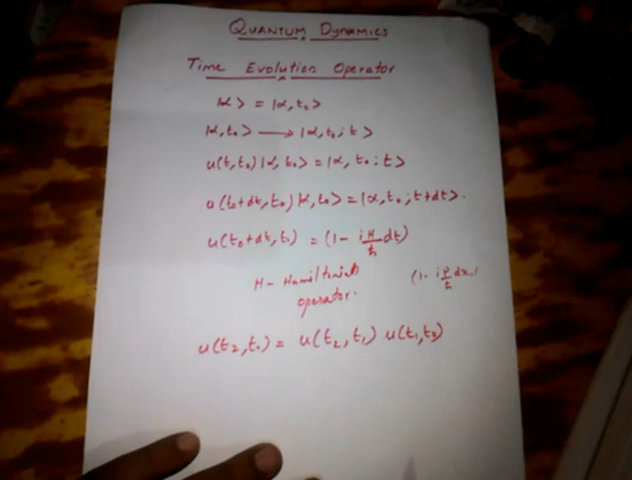 QUANTUM DYNAMICS
Time Evolution Operator
|α> = |α, t₀>
|α, t₀> ⟶ |α, t₀; t>
u(t, t₀) |α, t₀> = |α, t₀; t>
u(t₀+dt, t₀) |α, t₀> = |α, t₀; t+dt>.
u(t₀+dt, t₀) = (1 - iH/ħ dt)
H - Hamiltonian operator. (1 - iP/ħ dx₁)
u(t₂, t₀) = u(t₂, t₁) u(t₁, t₀)